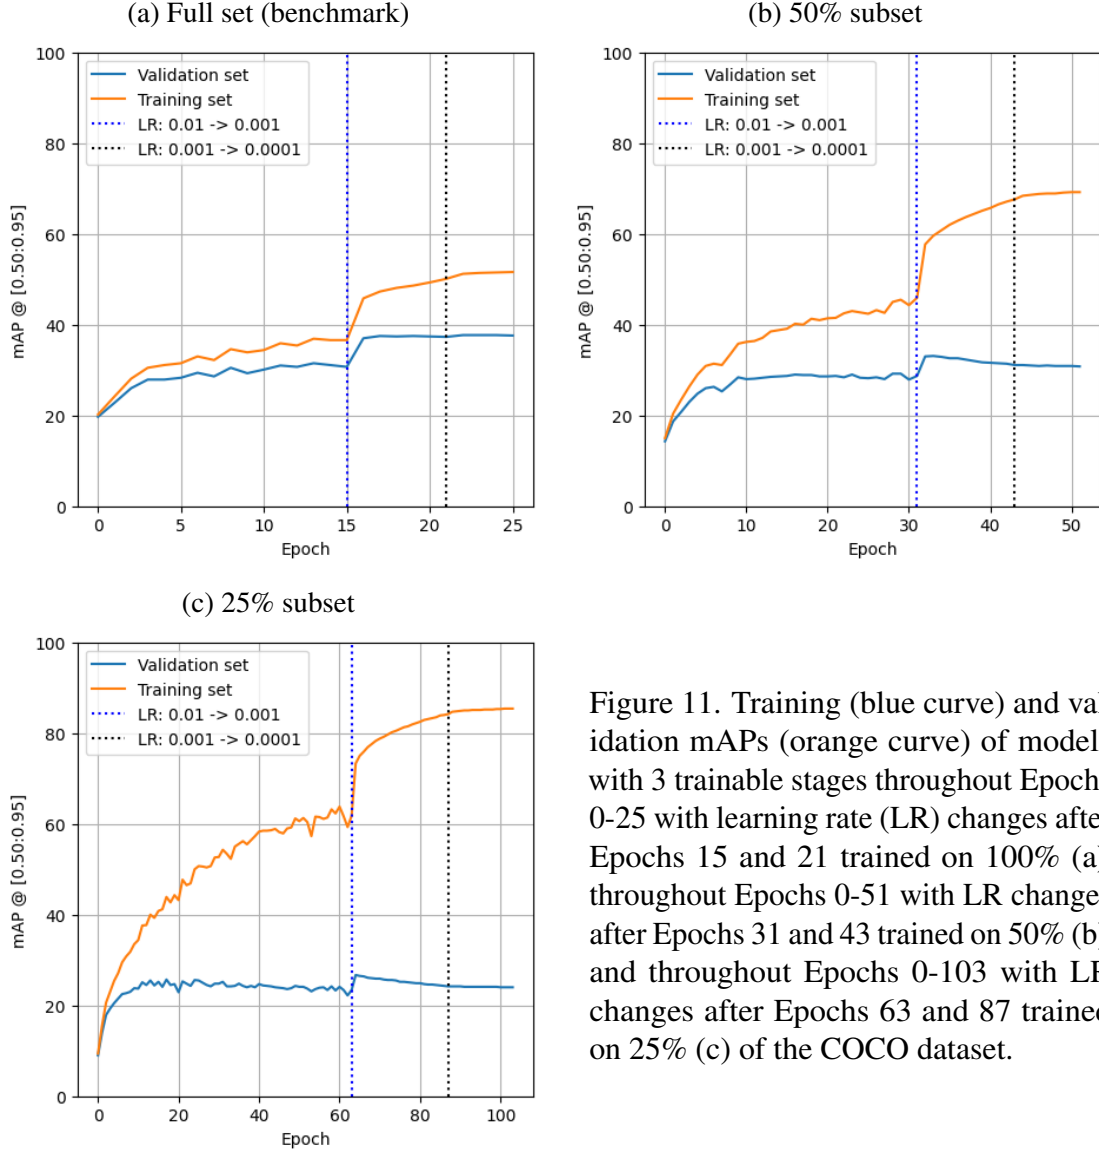 (a) Full set (benchmark)
100
80
60
40
20
0
mAP @ [0.50:0.95]
Validation set
Training set
LR: 0.01 -> 0.001
LR: 0.001 -> 0.0001
0 5 10 15 20 25
Epoch
(b) 50% subset
100
80
60
40
20
0
mAP @ [0.50:0.95]
Validation set
Training set
LR: 0.01 -> 0.001
LR: 0.001 -> 0.0001
0 10 20 30 40 50
Epoch
(c) 25% subset
100
80
60
40
20
0
mAP @ [0.50:0.95]
Validation set
Training set
LR: 0.01 -> 0.001
LR: 0.001 -> 0.0001
0 20 40 60 80 100
Epoch
Figure 11. Training (blue curve) and val
idation mAPs (orange curve) of model
with 3 trainable stages throughout Epoch
0-25 with learning rate (LR) changes afte
Epochs 15 and 21 trained on 100% (a)
throughout Epochs 0-51 with LR change
after Epochs 31 and 43 trained on 50% (b)
and throughout Epochs 0-103 with LR
changes after Epochs 63 and 87 trained
on 25% (c) of the COCO dataset.